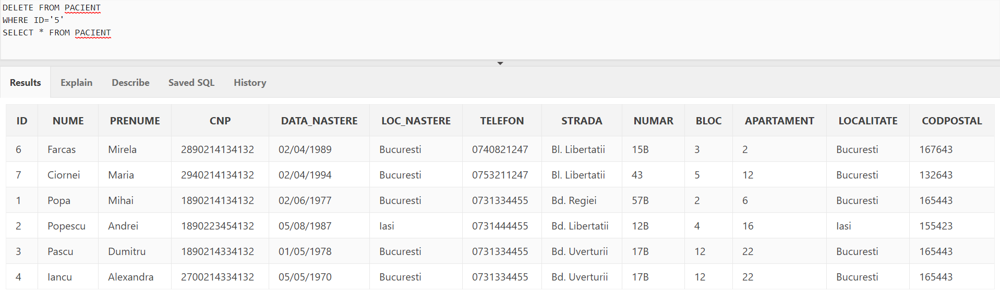 DELETE FROM PACIENT
WHERE ID='5'
SELECT * FROM PACIENT
Results Explain Describe Saved SQL History
ID NUME PRENUME CNP DATA_NASTERE LOC_NASTERE TELEFON STRADA NUMAR BLOC APARTAMENT LOCALITATE CODPOSTAL
6 Farcas Mirela 2890214134132 02/04/1989 Bucuresti 0740821247 Bl. Libertatii 15B 3 2 Bucuresti 167643
7 Ciornei Maria 2940214134132 02/04/1994 Bucuresti 0753211247 Bl. Libertatii 43 5 12 Bucuresti 132643
1 Popa Mihai 1890214134132 02/06/1977 Bucuresti 0731334455 Bd. Regiei 57B 2 6 Bucuresti 165443
2 Popescu Andrei 1890223454132 05/08/1987 Iasi 0731444455 Bd. Libertatii 12B 4 16 Iasi 155423
3 Pascu Dumitru 1890214334132 01/05/1978 Bucuresti 0731334455 Bd. Uverturii 17B 12 22 Bucuresti 165443
4 Iancu Alexandra 2700214334132 05/05/1970 Bucuresti 0731334455 Bd. Uverturii 17B 12 22 Bucuresti 165443